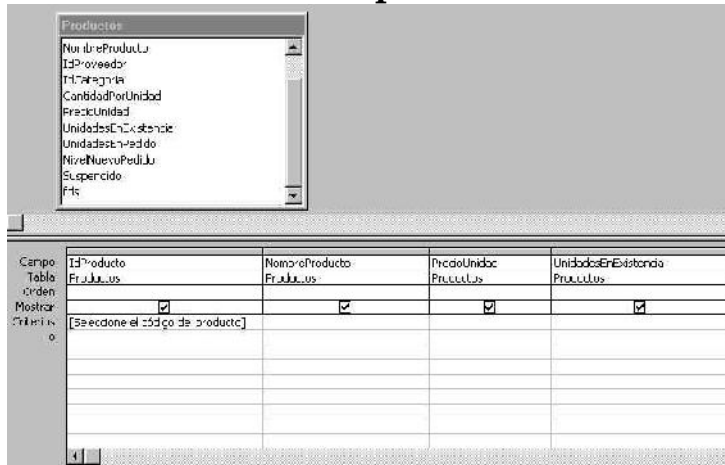 Productos
NombreProducto
IdProveedor
IdCategoría
CantidadPorUnidad
PrecioUnidad
UnidadesEnExistencia
UnidadesEnPedido
NivelNuevoPedido
Suspendido
Campo IdProducto NombreProducto PrecioUnidad UnidadesEnExistencia
Tabla Productos Productos Productos Productos
Orden
Mostrar
Criterios [Seleccione el código de producto]
o